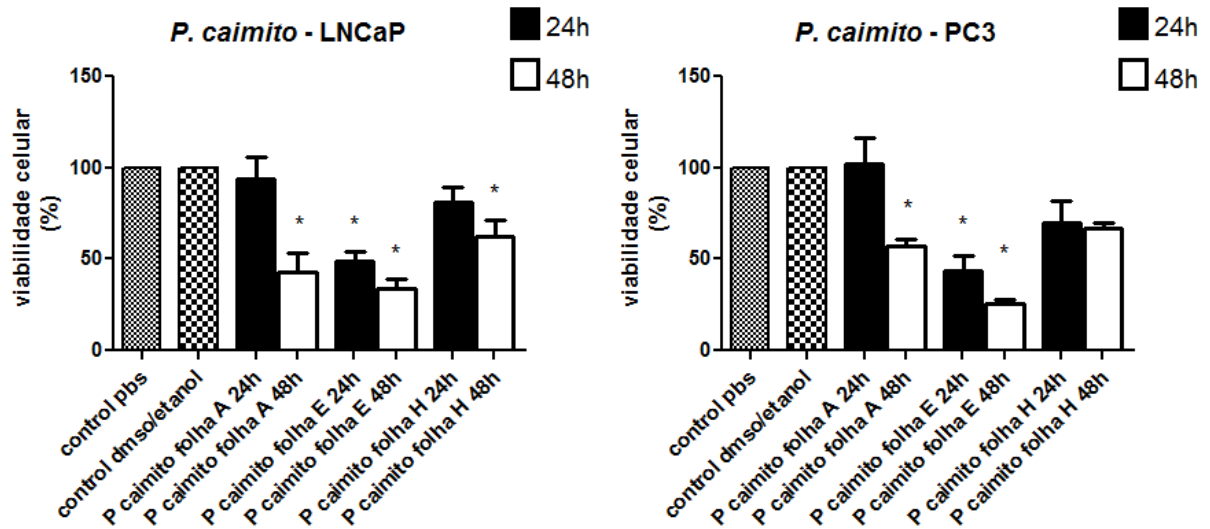 P. caimito - LNCaP
24h
48h
viabilidade celular
(%)
150
100
50
0
control pbs
control dmso/etanol
P caimito folha A 24h
P caimito folha A 48h
P caimito folha E 24h
P caimito folha E 48h
P caimito folha H 24h
P caimito folha H 48h
* * * *
P. caimito - PC3
24h
48h
viabilidade celular
(%)
150
100
50
0
control pbs
control dmso/etanol
P caimito folha A 24h
P caimito folha A 48h
P caimito folha E 24h
P caimito folha E 48h
P caimito folha H 24h
P caimito folha H 48h
* * *